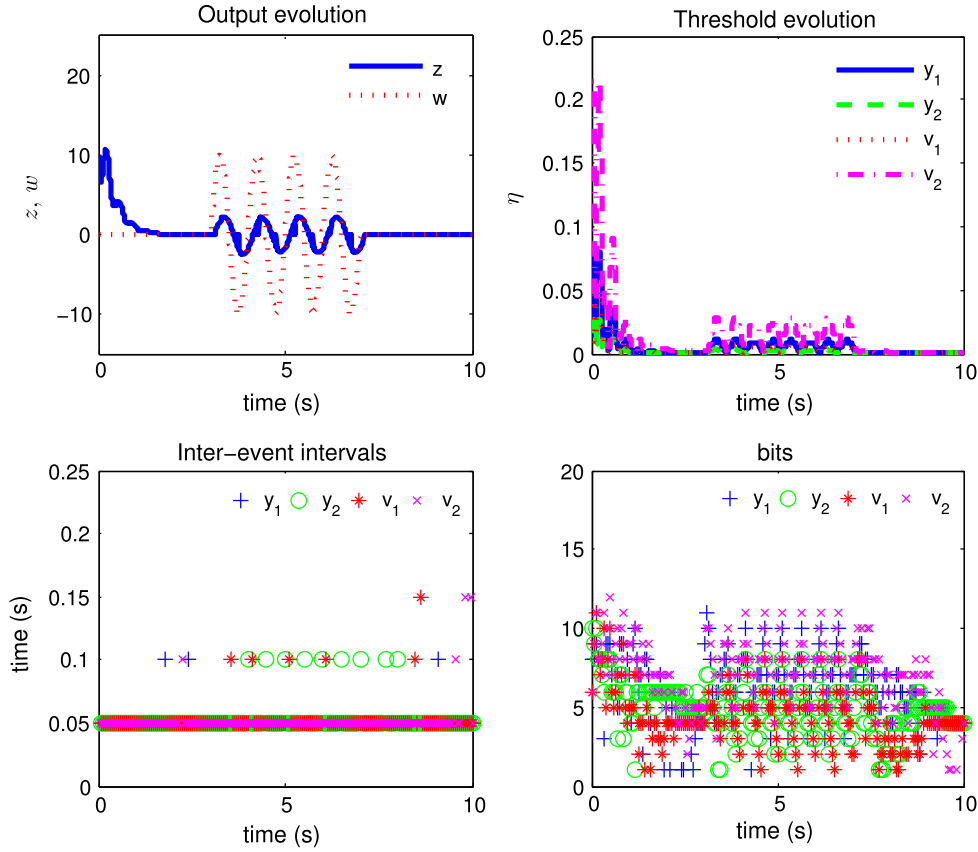 Output evolution
z, w
20
10
0
−10
0
5
10
time (s)
z
w
Threshold evolution
η
0.25
0.2
0.15
0.1
0.05
0
0
5
10
time (s)
y1
y2
v1
v2
Inter−event intervals
time (s)
0.25
0.2
0.15
0.1
0.05
0
0
5
10
time (s)
y1 y2 v1 v2
bits
20
15
10
5
0
0
5
10
time (s)
y1 y2 v1 v2